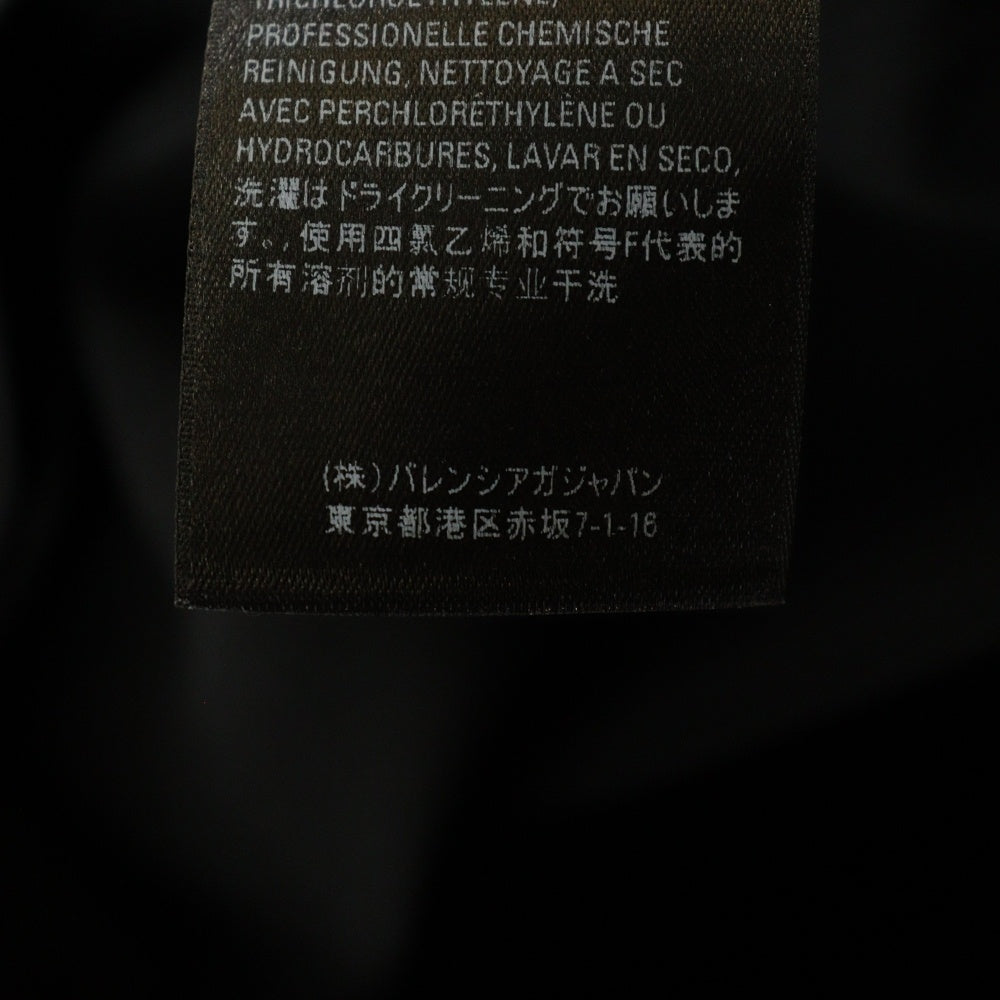 TRICHLOROETHYLENE,
PROFESSIONELLE CHEMISCHE
REINIGUNG, NETTOYAGE A SEC
AVEC PERCHLORÉTHYLÈNE OU
HYDROCARBURES, LAVAR EN SECO,
洗濯はドライクリーニングでお願いしま
す。, 使用四氯乙烯和符号F代表的
所有溶剂的常规专业干洗
(株)バレンシアガジャパン
東京都港区赤坂7-1-16